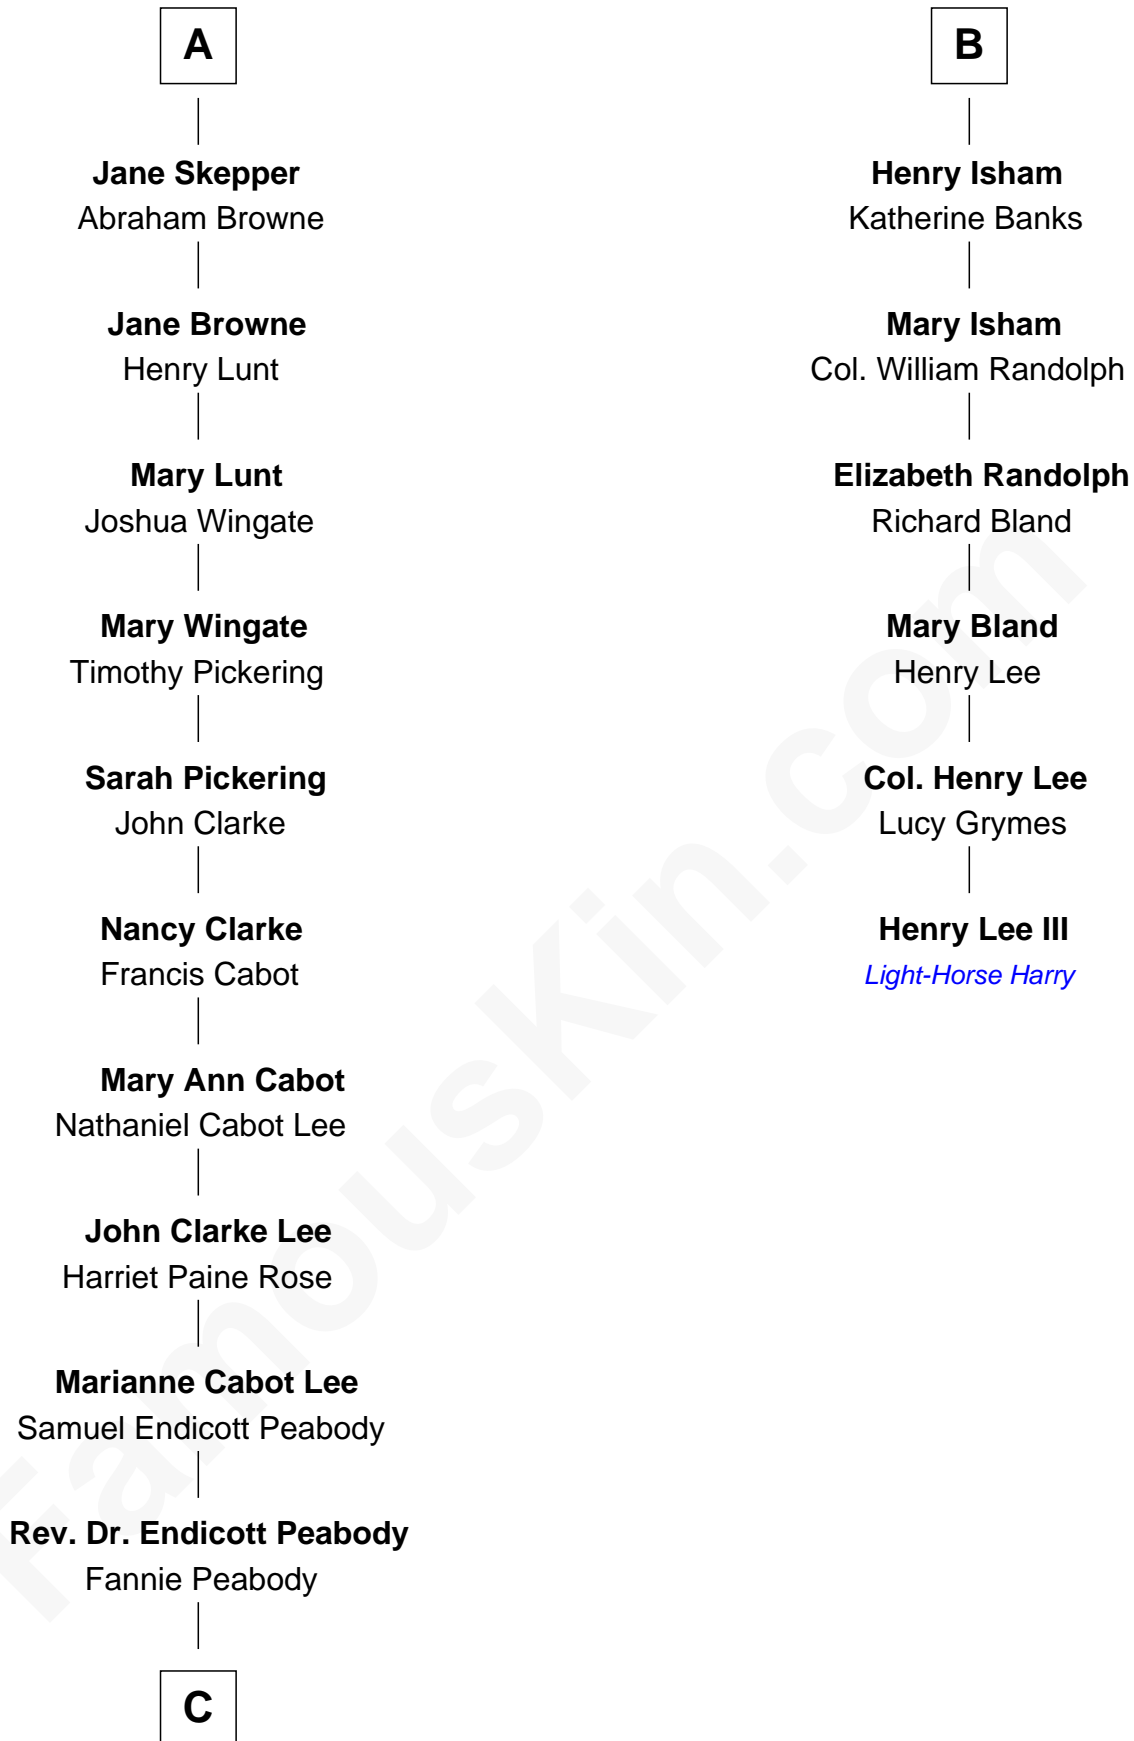 A
Jane Skepper
Abraham Browne
Jane Browne
Henry Lunt
Mary Lunt
Joshua Wingate
Mary Wingate
Timothy Pickering
Sarah Pickering
John Clarke
Nancy Clarke
Francis Cabot
Mary Ann Cabot
Nathaniel Cabot Lee
John Clarke Lee
Harriet Paine Rose
Marianne Cabot Lee
Samuel Endicott Peabody
Rev. Dr. Endicott Peabody
Fannie Peabody
C
B
Henry Isham
Katherine Banks
Mary Isham
Col. William Randolph
Elizabeth Randolph
Richard Bland
Mary Bland
Henry Lee
Col. Henry Lee
Lucy Grymes
Henry Lee III
Light-Horse Harry
FamousKin.com